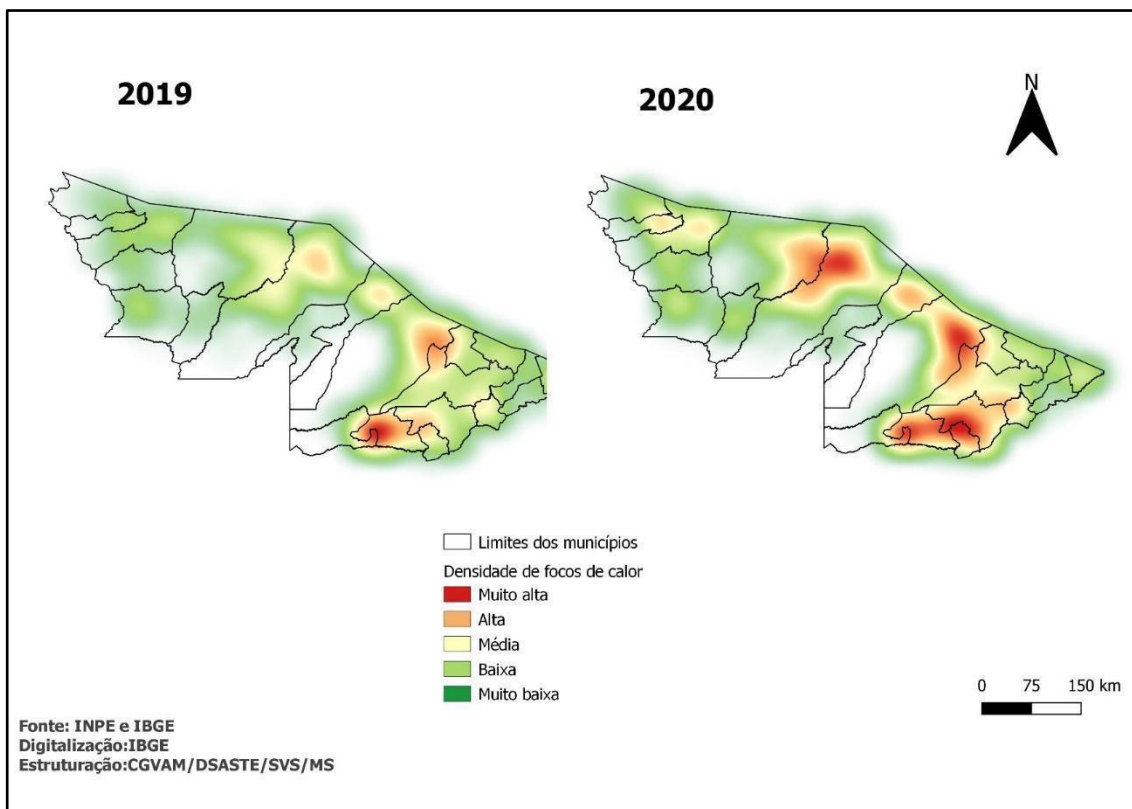 2019
2020
N
Limites dos municípios
Densidade de focos de calor
Muito alta
Alta
Média
Baixa
Muito baixa
0 75 150 km
Fonte: INPE e IBGE
Digitalização:IBGE
Estruturação:CGVAM/DSASTE/SVS/MS